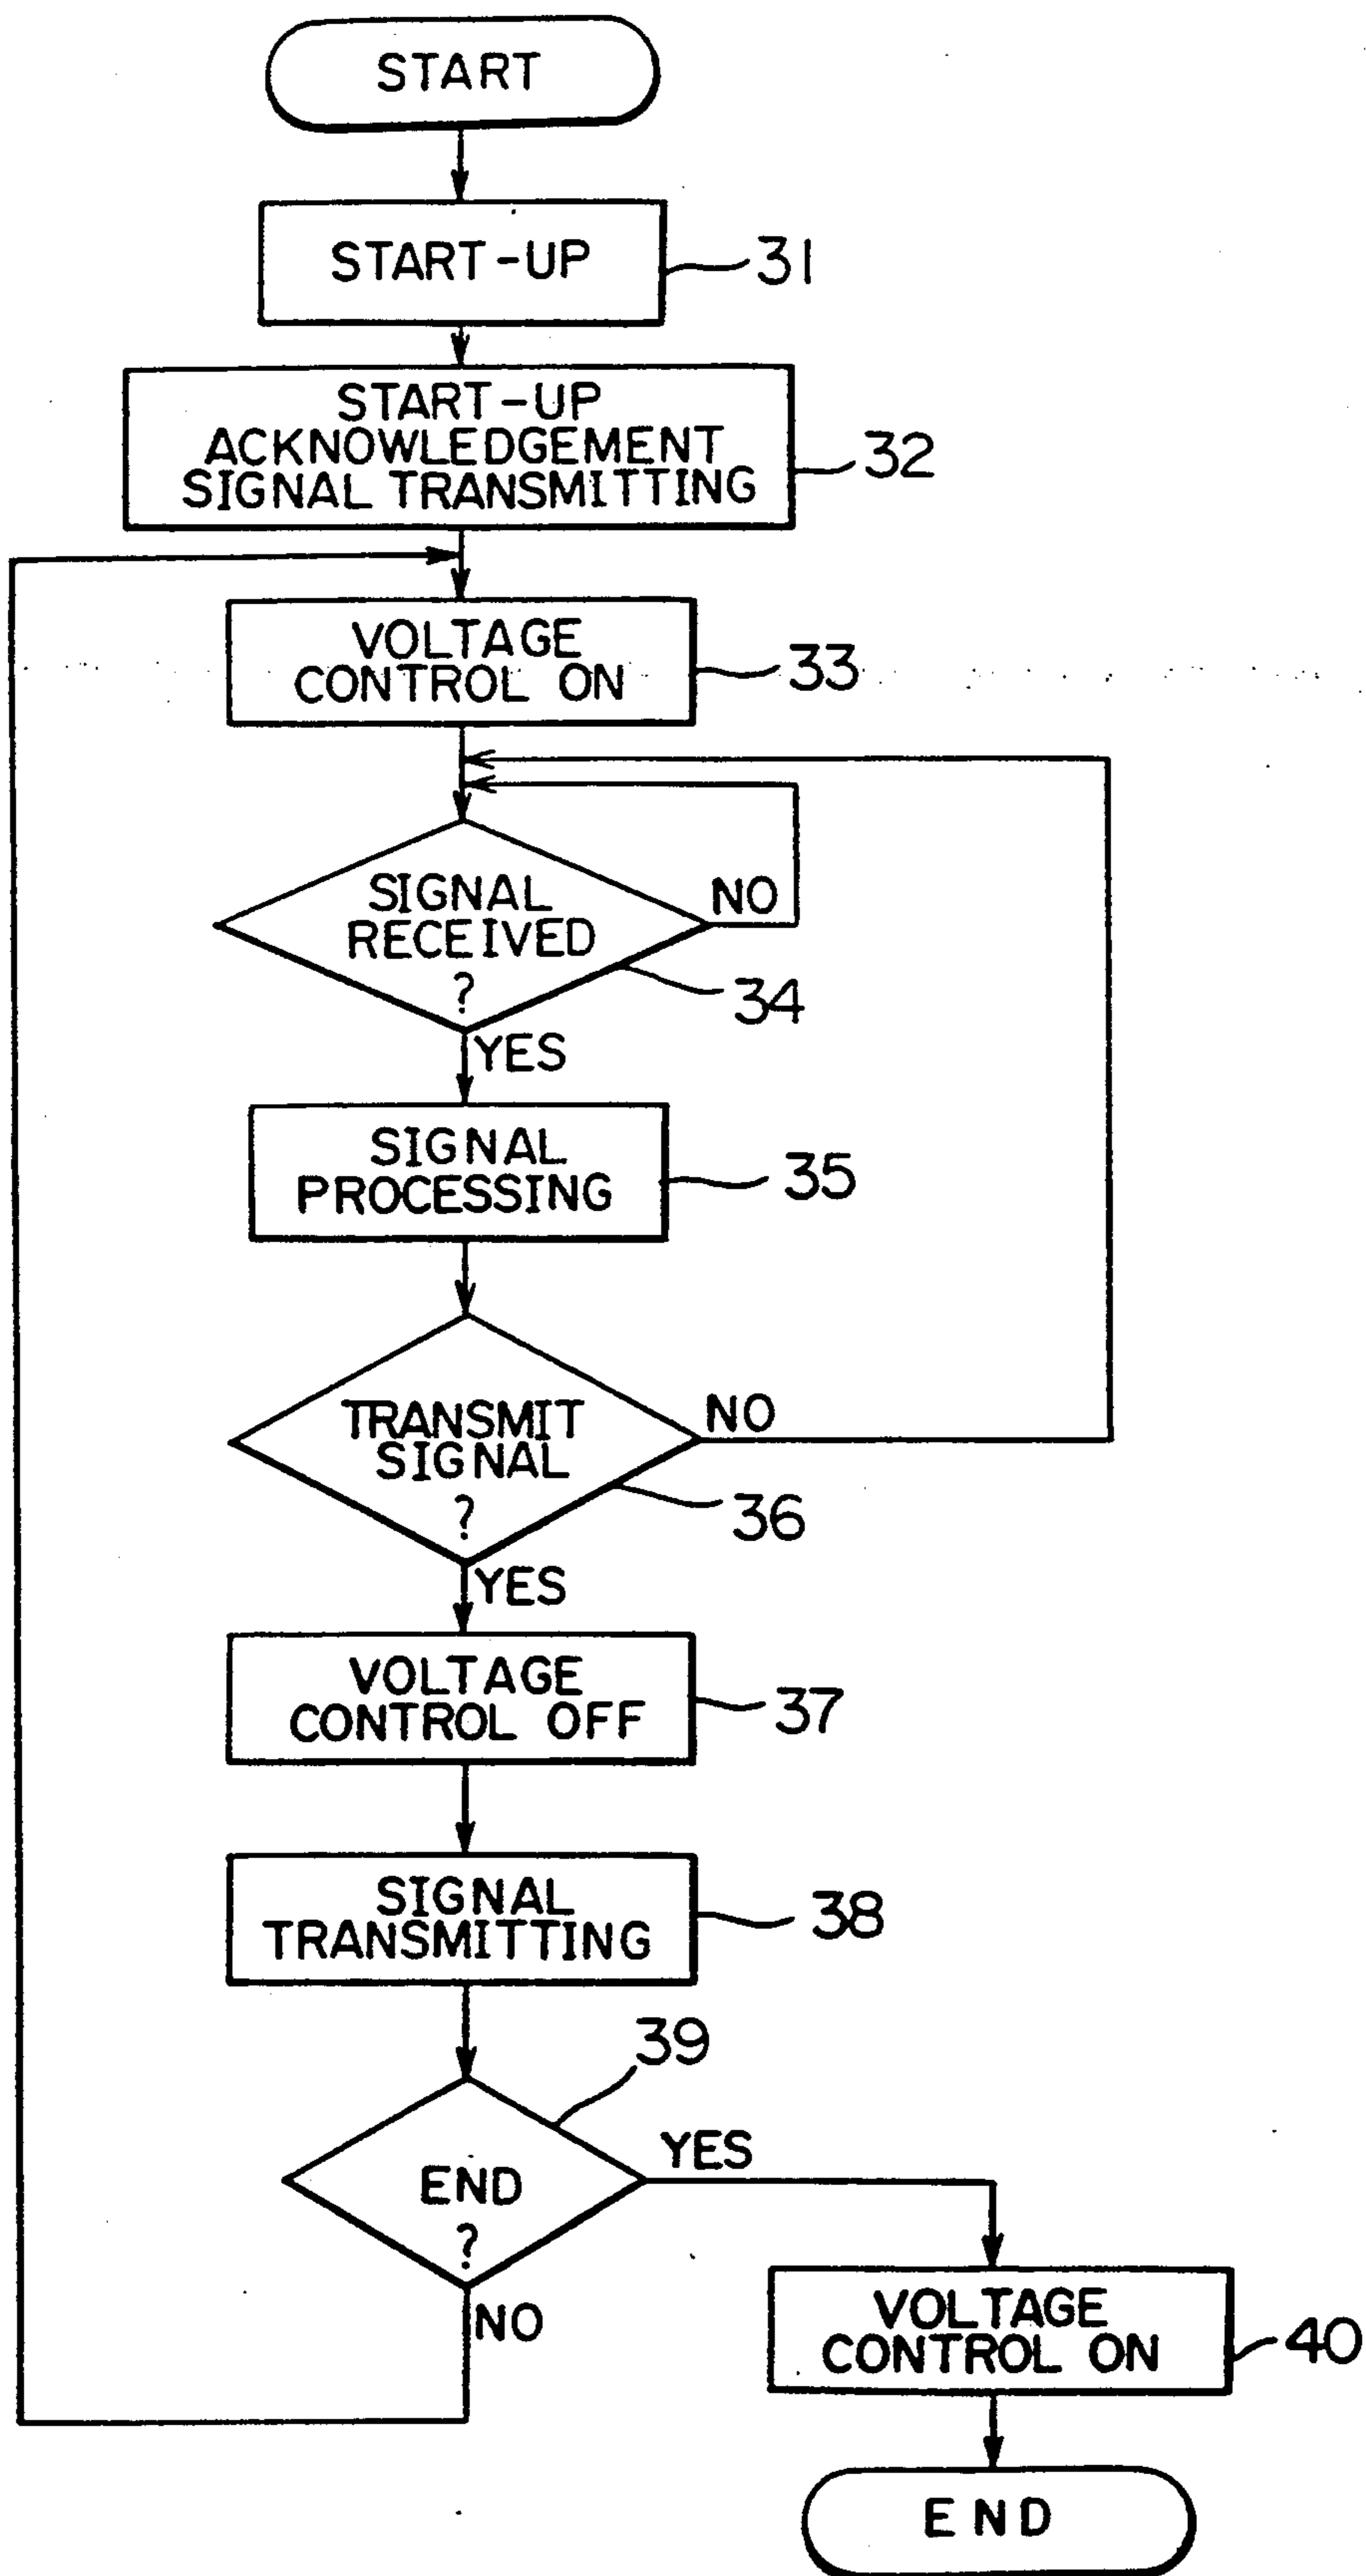 START
START-UP
31
START-UP
ACKNOWLEDGEMENT
SIGNAL TRANSMITTING
32
VOLTAGE
CONTROL ON
33
SIGNAL
RECEIVED
?
NO
34
YES
SIGNAL
PROCESSING
35
TRANSMIT
SIGNAL
?
NO
36
YES
VOLTAGE
CONTROL OFF
37
SIGNAL
TRANSMITTING
38
39
END
?
YES
NO
VOLTAGE
CONTROL ON
40
END